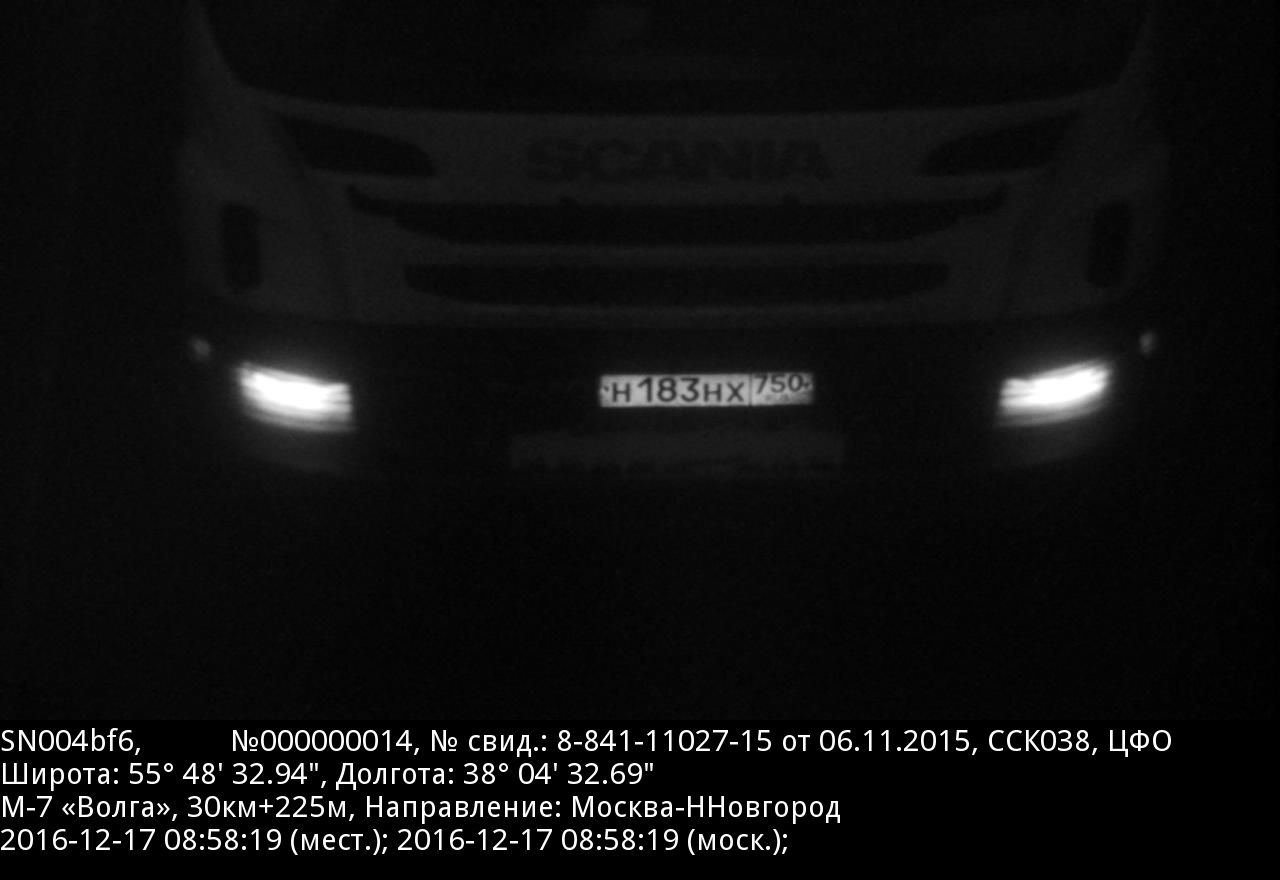 SCANIA
Н183НХ 750
SN004bf6, №000000014, № свид.: 8-841-11027-15 от 06.11.2015, ССК038, ЦФО
Широта: 55° 48' 32.94", Долгота: 38° 04' 32.69"
М-7 «Волга», 30км+225м, Направление: Москва-ННовгород
2016-12-17 08:58:19 (мест.); 2016-12-17 08:58:19 (моск.);